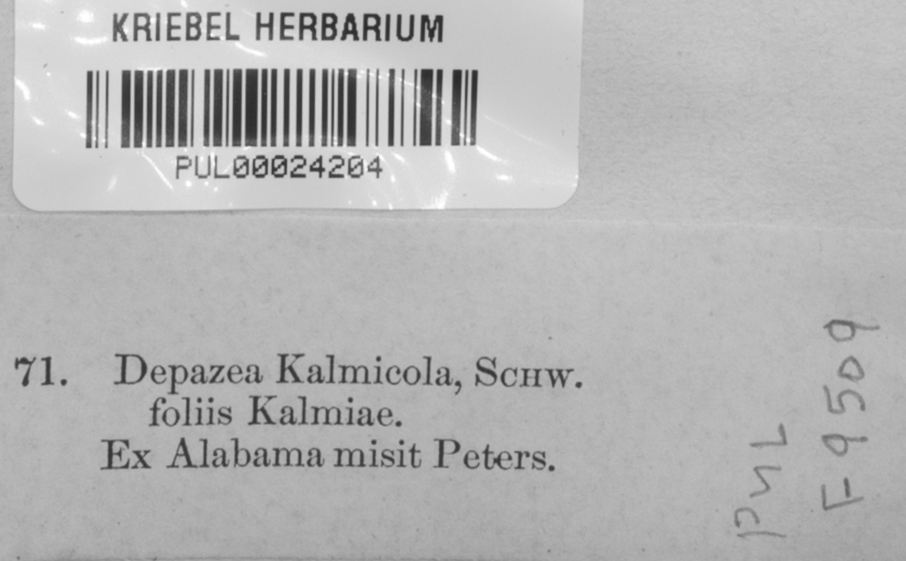 KRIEBEL HERBARIUM
PUL00024204
71. Depazea Kalmicola, SCHW.
foliis Kalmiae.
Ex Alabama misit Peters.
PUL
F9509